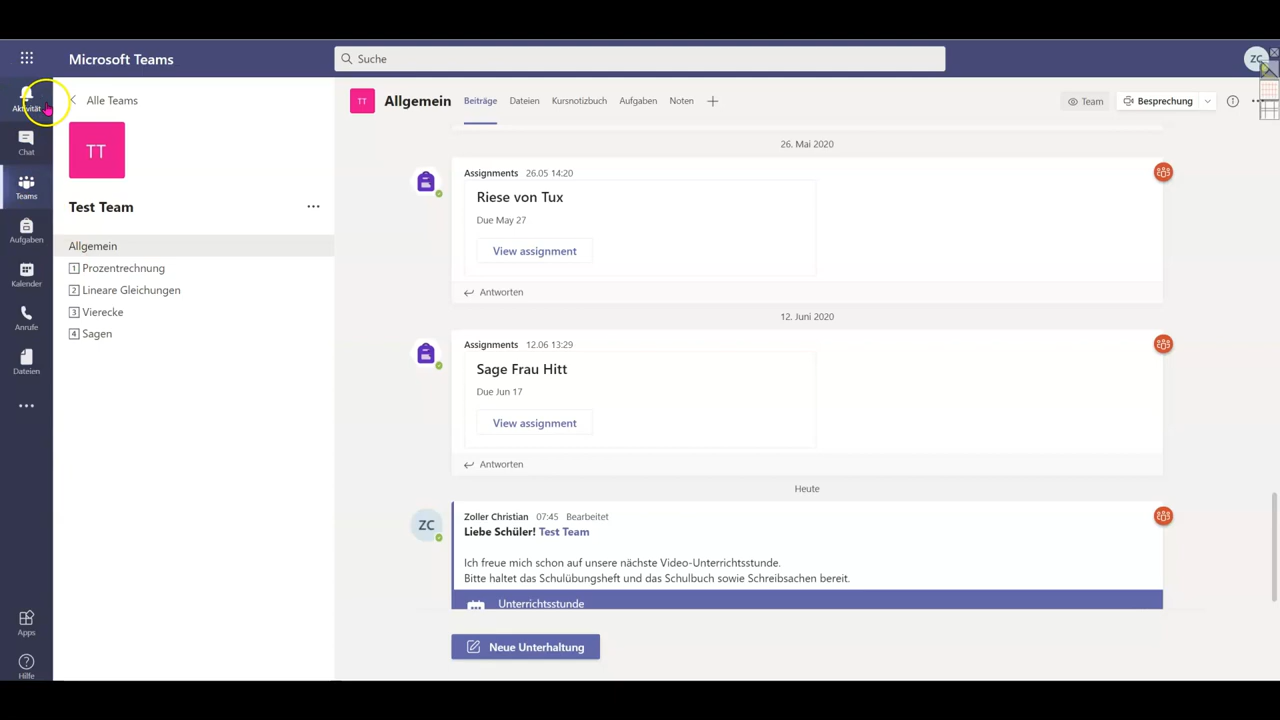 Microsoft Teams
Suche
ZC
Aktivität
Chat
Teams
Aufgaben
Kalender
Anrufe
Dateien
Apps
Hilfe
Alle Teams
TT
Test Team
Allgemein
1 Prozentrechnung
2 Lineare Gleichungen
3 Vierecke
4 Sagen
TT
Allgemein
Beiträge
Dateien
Kursnotizbuch
Aufgaben
Noten
Team
Besprechung
26. Mai 2020
Assignments 26.05 14:20
Riese von Tux
Due May 27
View assignment
Antworten
12. Juni 2020
Assignments 12.06 13:29
Sage Frau Hitt
Due Jun 17
View assignment
Antworten
Heute
ZC
Zoller Christian 07:45 Bearbeitet
Liebe Schüler! Test Team
Ich freue mich schon auf unsere nächste Video-Unterrichtsstunde.
Bitte haltet das Schulübungsheft und das Schulbuch sowie Schreibsachen bereit.
Unterrichtsstunde
Neue Unterhaltung